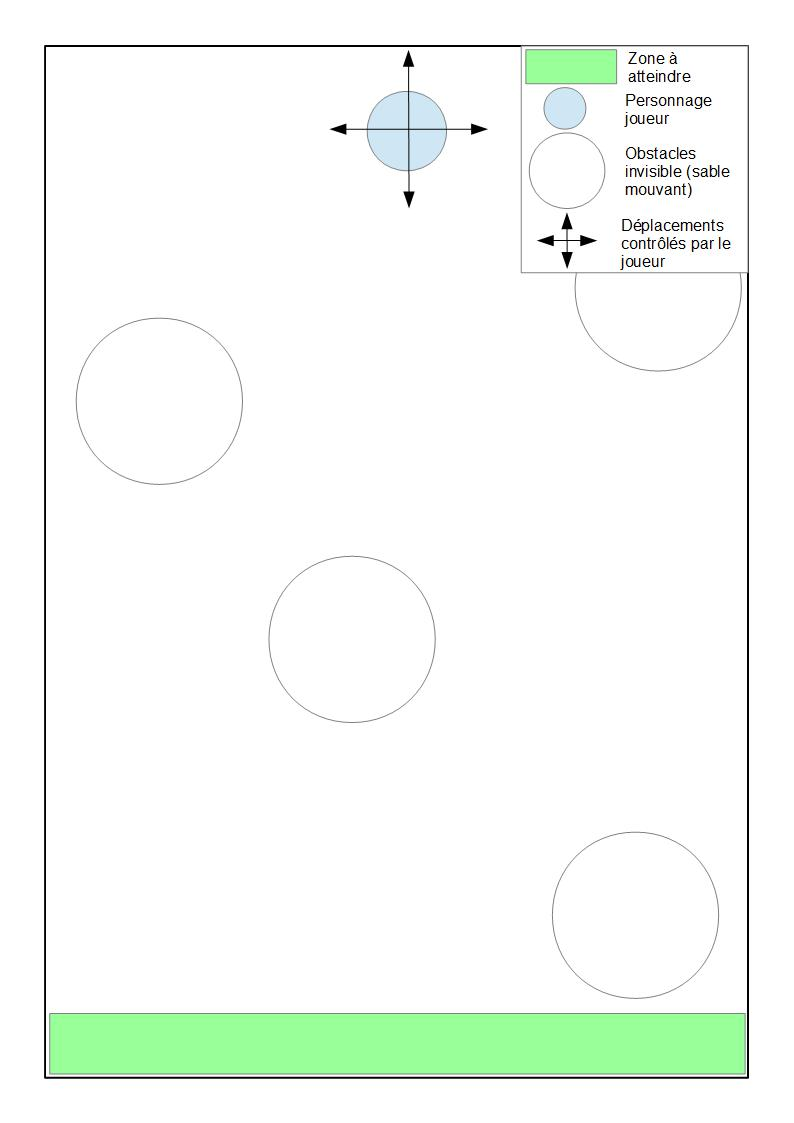 Zone à
atteindre
Personnage
joueur
Obstacles
invisible (sable
mouvant)
Déplacements
contrôlés par le
joueur